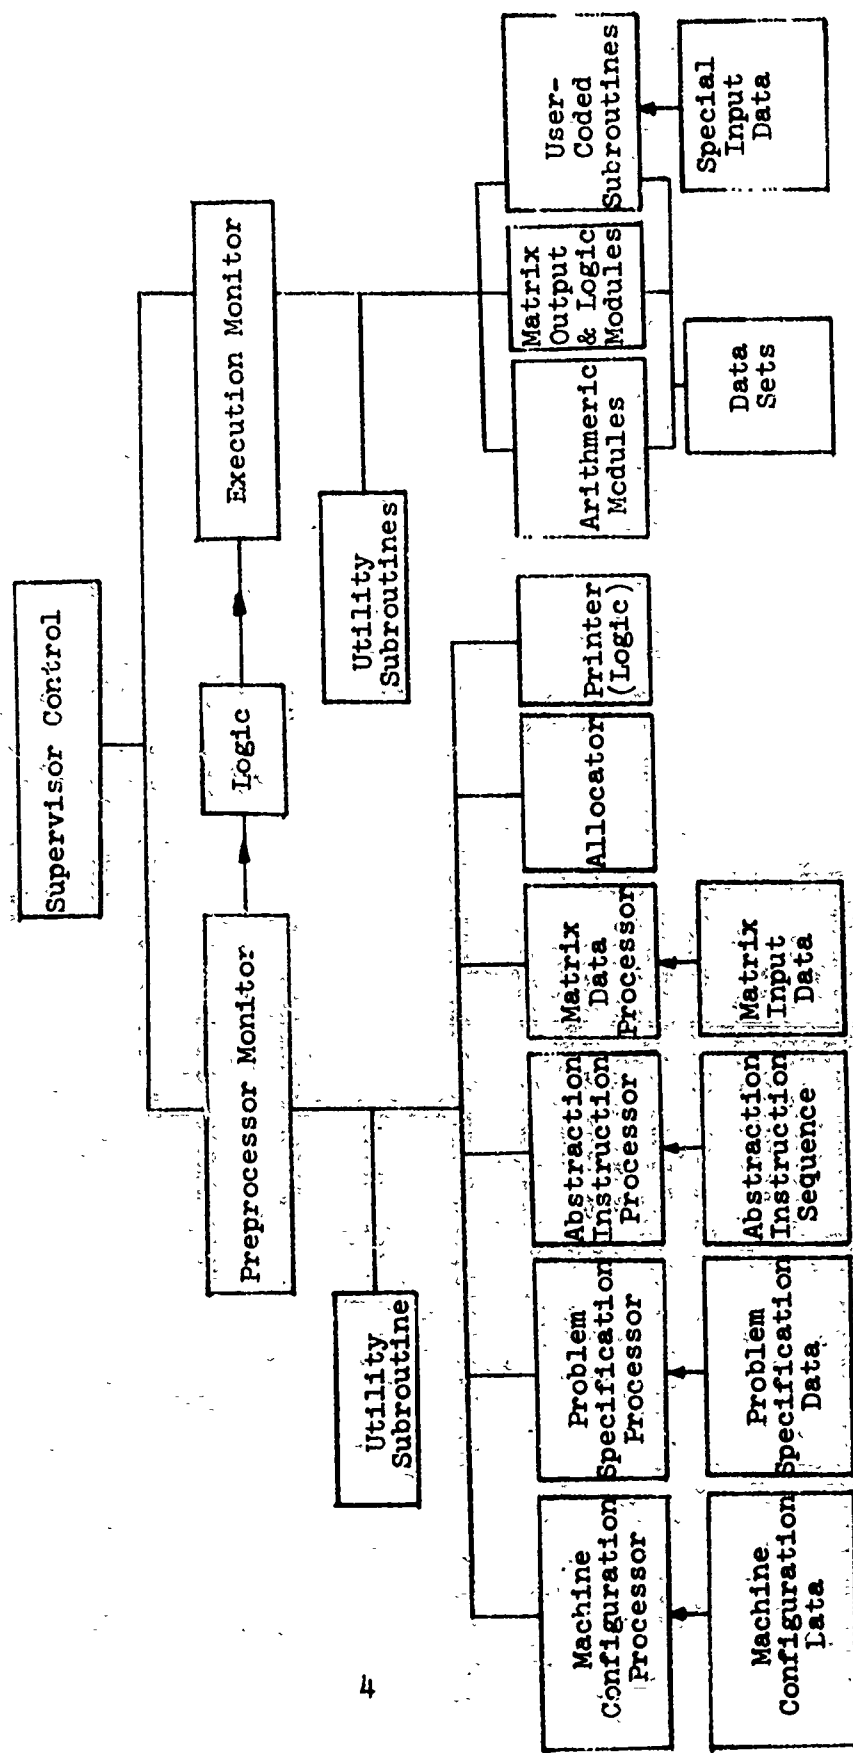 Supervisor Control
Preprocessor Monitor
Logic
Execution Monitor
Utility
Subroutine
Utility
Subroutines
Machine
Configuration
Processor
Problem
Specification
Processor
Abstraction
Instruction
Processor
Matrix
Data
Processor
Allocator
Printer
(Logic)
Arithmeric
Mcdules
Matrix
Output
& Logic
Modules
User-
Coded
Subroutines
Machine
Configuration
Lata
Problem
Specification
Data
Abstraction
Instruction
Sequence
Matrix
Input
Data
Data
Sets
Special
Input
Data
4